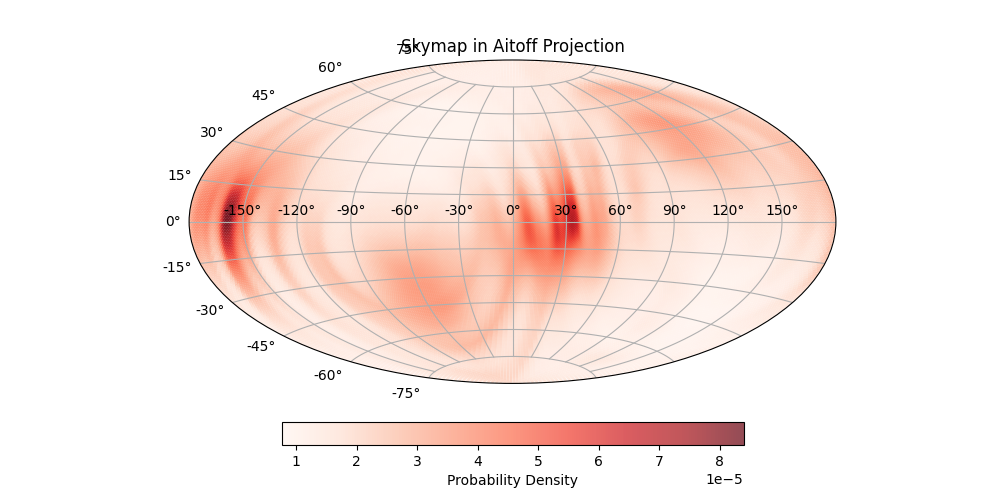 75°
Skymap in Aitoff Projection
60°
45°
30°
15°
0°
-150° -120° -90° -60° -30° 0° 30° 60° 90° 120° 150°
-15°
-30°
-45°
-60°
-75°
1 2 3 4 5 6 7 8
1e−5
Probability Density